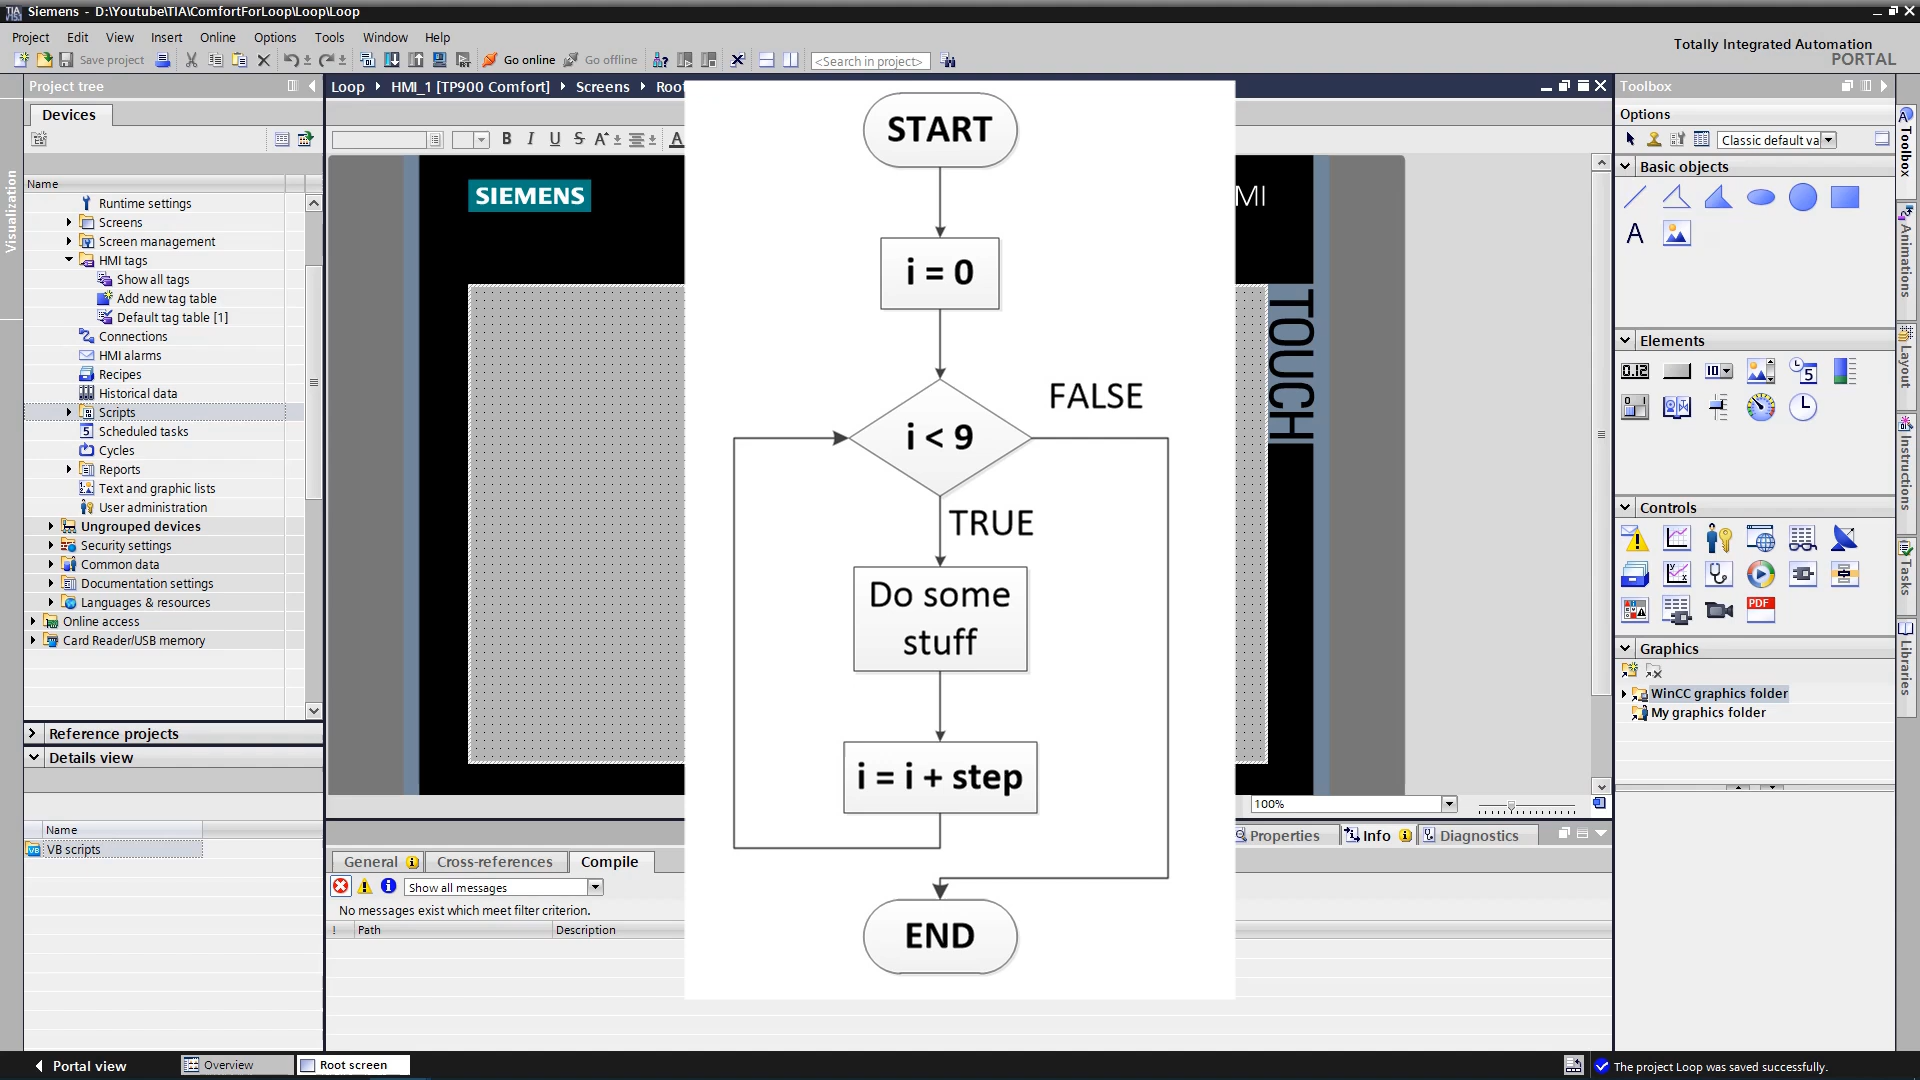 Siemens - D:\Youtube\TIA\ComfortForLoop\Loop\Loop
Project Edit View Insert Online Options Tools Window Help
Totally Integrated Automation
PORTAL
Save project
Go online
Go offline
<Search in project>
Project tree
Loop HMI_1 [TP900 Comfort] Screens Roo
Toolbox
Devices
Options
B I U S A A
Classic default va
Name
Basic objects
Visualization
Runtime settings
Screens
Screen management
HMI tags
Show all tags
Add new tag table
Default tag table [1]
Connections
HMI alarms
Recipes
Historical data
Scripts
Scheduled tasks
Cycles
Reports
Text and graphic lists
User administration
Ungrouped devices
Security settings
Common data
Documentation settings
Languages & resources
Online access
Card Reader/USB memory
Reference projects
Details view
Name
VB scripts
SIEMENS
MI
TOUCH
START
i = 0
i < 9
FALSE
TRUE
Do some
stuff
i = i + step
END
A
Elements
0.12
10
5
Controls
PDF
Graphics
WinCC graphics folder
My graphics folder
Toolbox
Animations
Layout
Instructions
Tasks
Libraries
100%
Properties Info Diagnostics
General Cross-references Compile
Show all messages
No messages exist which meet filter criterion.
! Path Description
Portal view Overview Root screen
The project Loop was saved successfully.